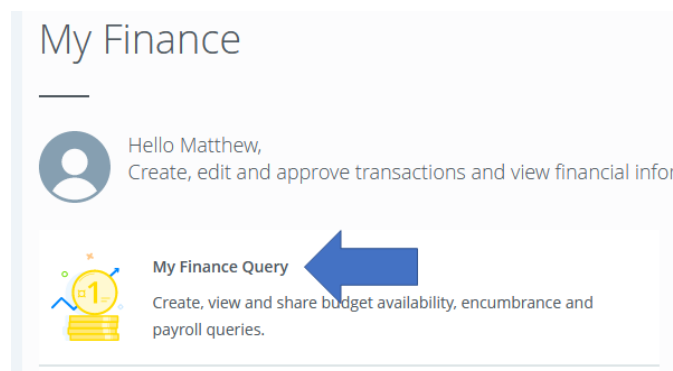 My Finance
Hello Matthew,
Create, edit and approve transactions and view financial infor
1
My Finance Query
Create, view and share budget availability, encumbrance and
payroll queries.